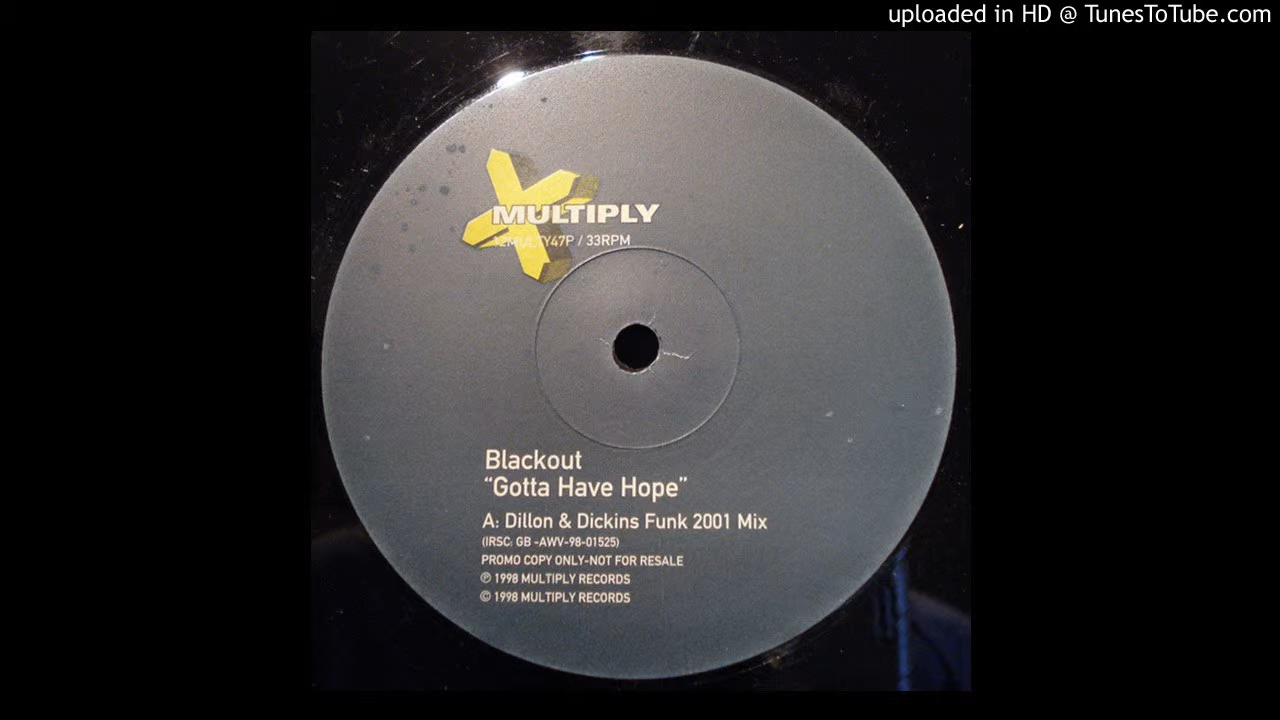 uploaded in HD @ TunesToTube.com
MULTIPLY
12MULTY47P / 33RPM
Blackout
“Gotta Have Hope”
A: Dillon & Dickins Funk 2001 Mix
(IRSC: GB -AWV-98-01525)
PROMO COPY ONLY-NOT FOR RESALE
℗ 1998 MULTIPLY RECORDS
© 1998 MULTIPLY RECORDS